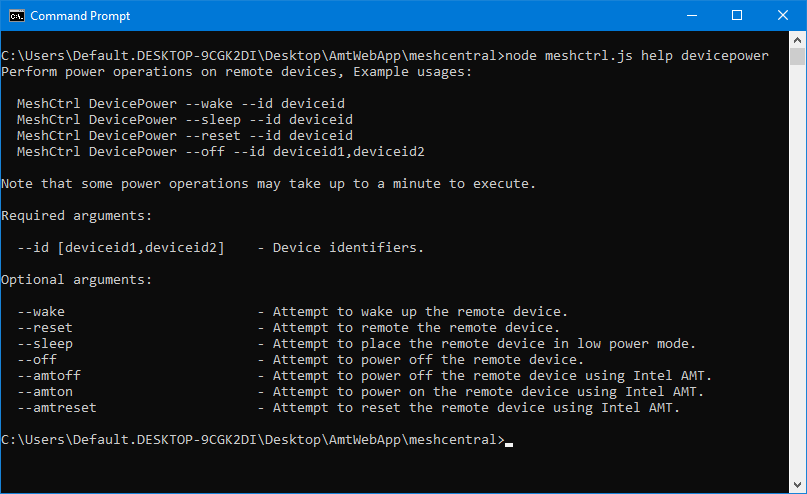 Command Prompt
C:\Users\Default.DESKTOP-9CGK2DI\Desktop\AmtWebApp\meshcentral>node meshctrl.js help devicepower
Perform power operations on remote devices, Example usages:
MeshCtrl DevicePower --wake --id deviceid
MeshCtrl DevicePower --sleep --id deviceid
MeshCtrl DevicePower --reset --id deviceid
MeshCtrl DevicePower --off --id deviceid1,deviceid2
Note that some power operations may take up to a minute to execute.
Required arguments:
--id [deviceid1,deviceid2] - Device identifiers.
Optional arguments:
--wake - Attempt to wake up the remote device.
--reset - Attempt to remote the remote device.
--sleep - Attempt to place the remote device in low power mode.
--off - Attempt to power off the remote device.
--amtoff - Attempt to power off the remote device using Intel AMT.
--amton - Attempt to power on the remote device using Intel AMT.
--amtreset - Attempt to reset the remote device using Intel AMT.
C:\Users\Default.DESKTOP-9CGK2DI\Desktop\AmtWebApp\meshcentral>